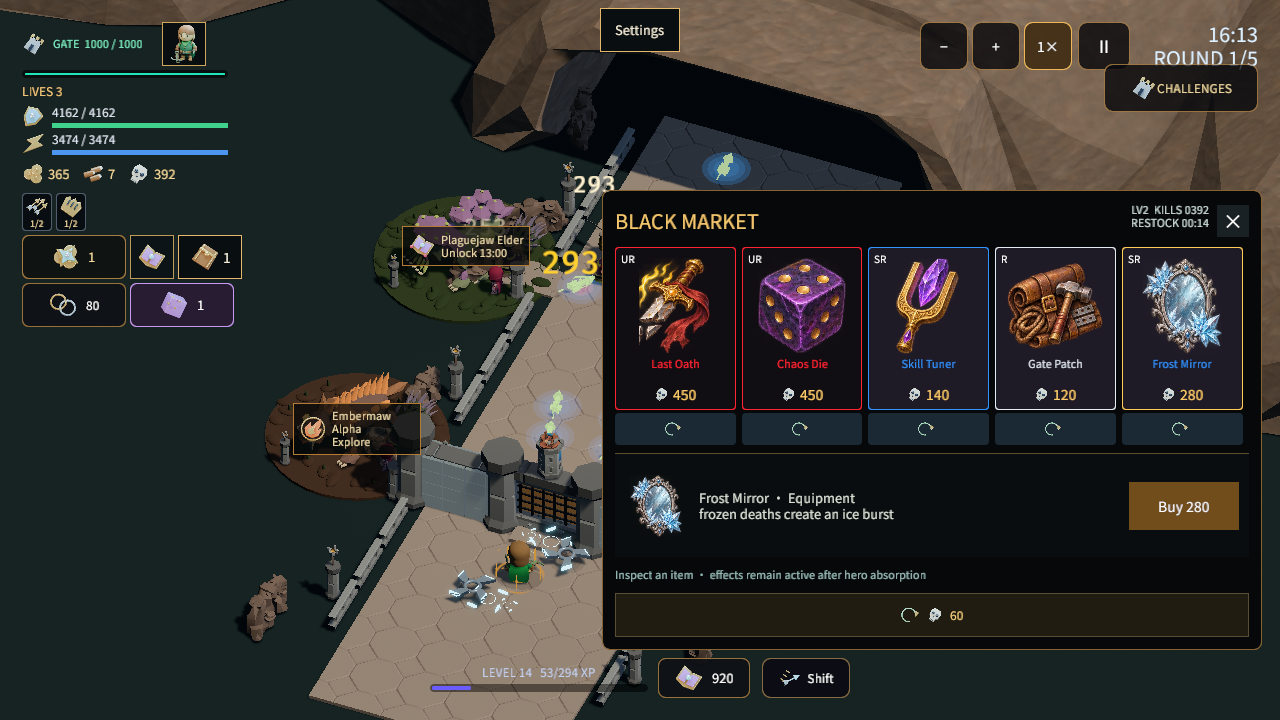 Settings
GATE 1000 / 1000
− + 1× II
16:13
ROUND 1/5
CHALLENGES
LIVES 3
4162 / 4162
3474 / 3474
365 7 392
1/2 1/2
1 1
80 1
293
Plaguejaw Elder
Unlock 13:00
293
Embermaw
Alpha
Explore
BLACK MARKET
LV2 KILLS 0392
RESTOCK 00:14
UR UR SR R SR
Last Oath Chaos Die Skill Tuner Gate Patch Frost Mirror
450 450 140 120 280
Frost Mirror • Equipment
frozen deaths create an ice burst
Buy 280
Inspect an item • effects remain active after hero absorption
60
LEVEL 14 53/294 XP
920 Shift